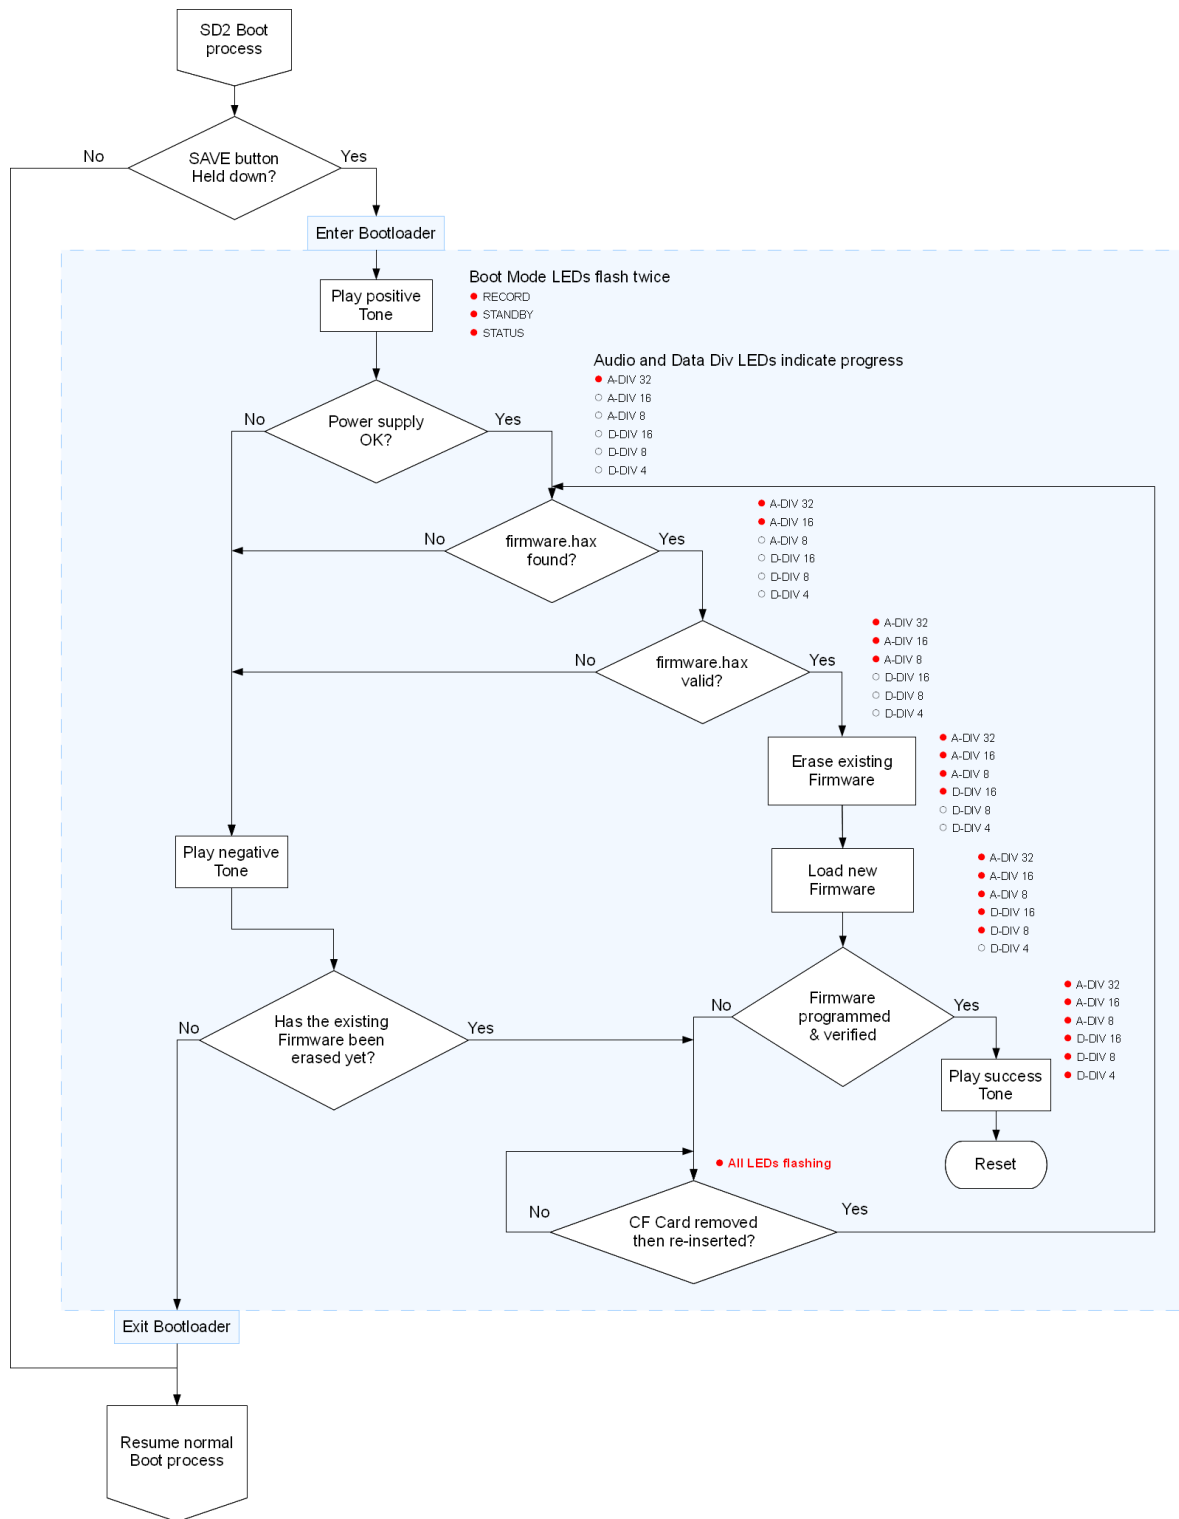 SD2 Boot
process
No
SAVE button
Held down?
Yes
Enter Bootloader
Play positive
Tone
Boot Mode LEDs flash twice
RECORD
STANDBY
STATUS
Audio and Data Div LEDs indicate progress
A-DIV 32
A-DIV 16
A-DIV 8
D-DIV 16
D-DIV 8
D-DIV 4
No
Power supply
OK?
Yes
A-DIV 32
A-DIV 16
A-DIV 8
D-DIV 16
D-DIV 8
D-DIV 4
No
firmware.hax
found?
Yes
A-DIV 32
A-DIV 16
A-DIV 8
D-DIV 16
D-DIV 8
D-DIV 4
No
firmware.hax
valid?
Yes
Erase existing
Firmware
A-DIV 32
A-DIV 16
A-DIV 8
D-DIV 16
D-DIV 8
D-DIV 4
Play negative
Tone
Load new
Firmware
A-DIV 32
A-DIV 16
A-DIV 8
D-DIV 16
D-DIV 8
D-DIV 4
No
Firmware
programmed
& verified
Yes
A-DIV 32
A-DIV 16
A-DIV 8
D-DIV 16
D-DIV 8
D-DIV 4
No
Has the existing
Firmware been
erased yet?
Yes
Play success
Tone
Reset
All LEDs flashing
No
CF Card removed
then re-inserted?
Yes
Exit Bootloader
Resume normal
Boot process